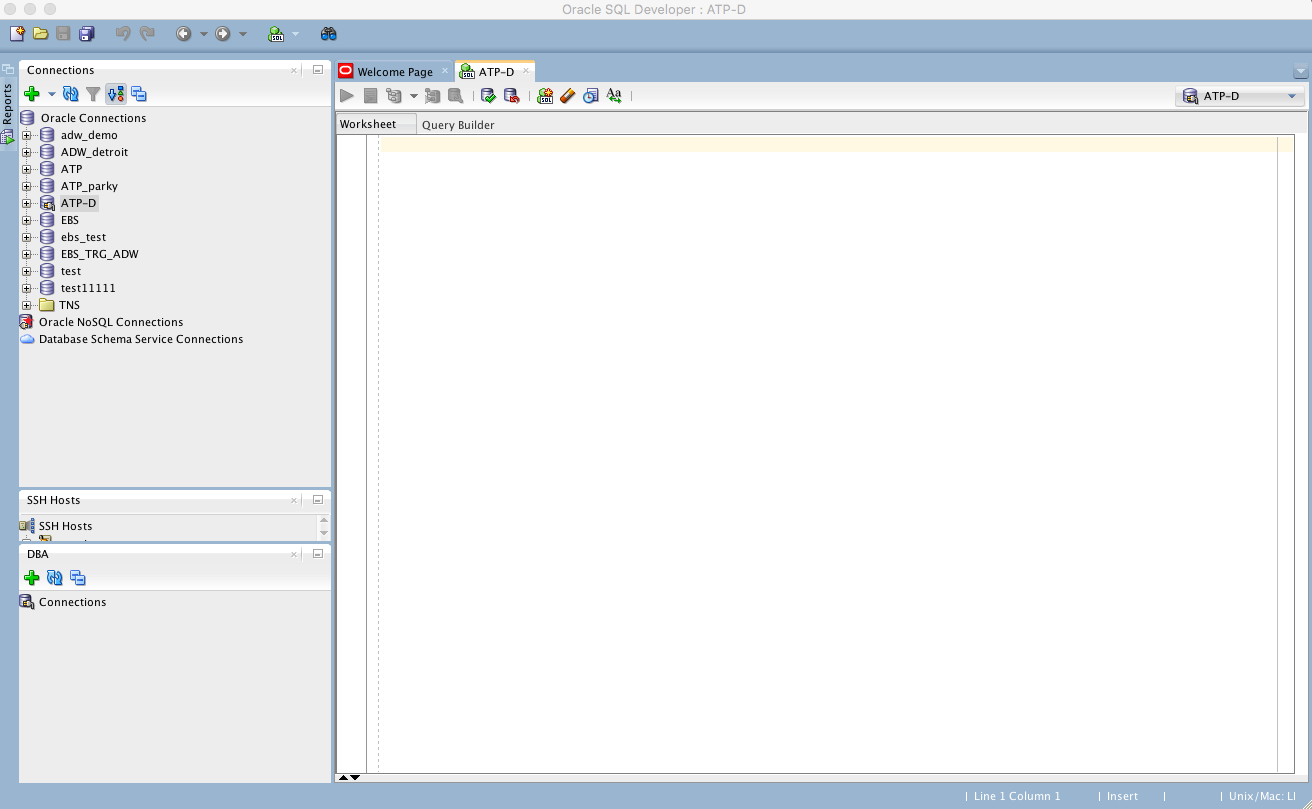 Oracle SQL Developer : ATP-D
Reports
Connections
Oracle Connections
adw_demo
ADW_detroit
ATP
ATP_parky
ATP-D
EBS
ebs_test
EBS_TRG_ADW
test
test11111
TNS
Oracle NoSQL Connections
Database Schema Service Connections
SSH Hosts
SSH Hosts
DBA
Connections
Welcome Page
ATP-D
ATP-D
Worksheet
Query Builder
| Line 1 Column 1 | Insert | | Unix/Mac: LI